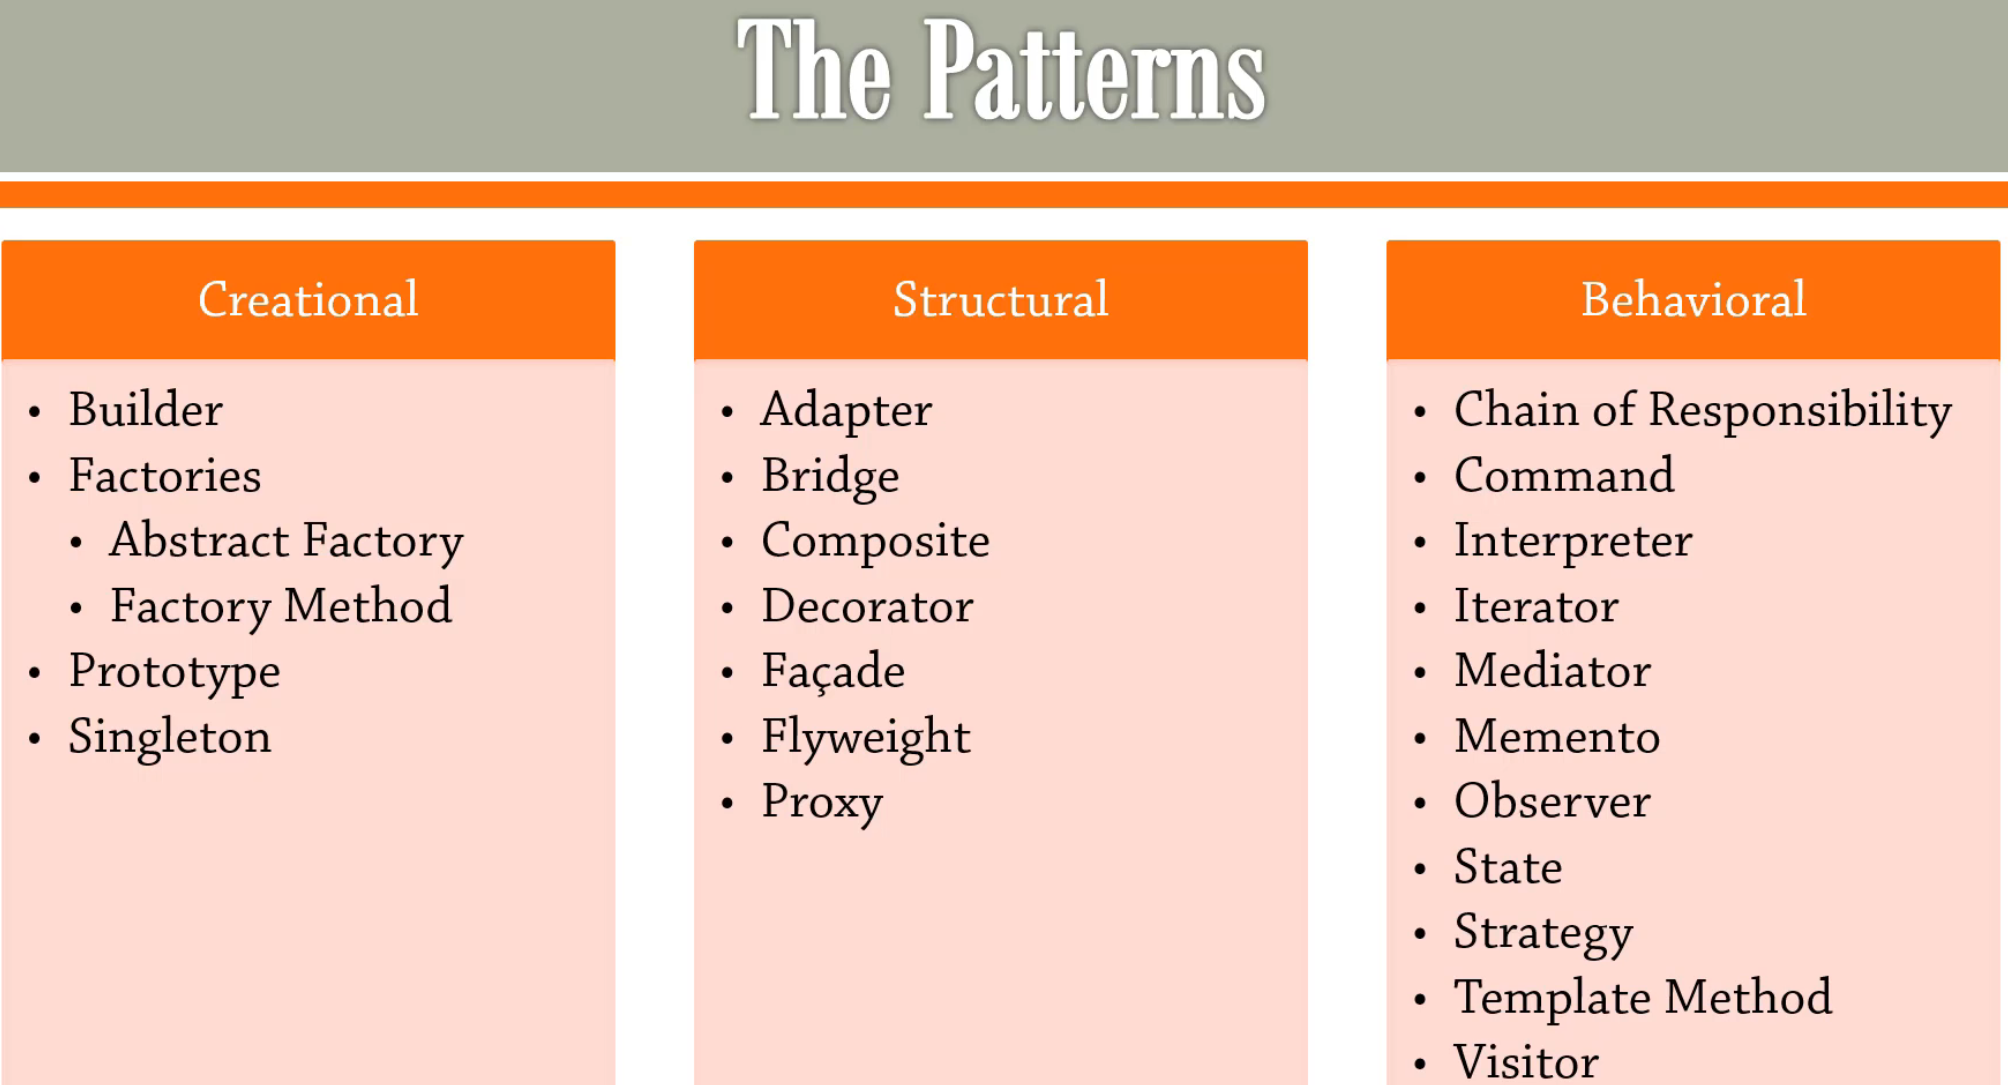 The Patterns
Creational
• Builder
• Factories
• Abstract Factory
• Factory Method
• Prototype
• Singleton
Structural
• Adapter
• Bridge
• Composite
• Decorator
• Façade
• Flyweight
• Proxy
Behavioral
• Chain of Responsibility
• Command
• Interpreter
• Iterator
• Mediator
• Memento
• Observer
• State
• Strategy
• Template Method
• Visitor